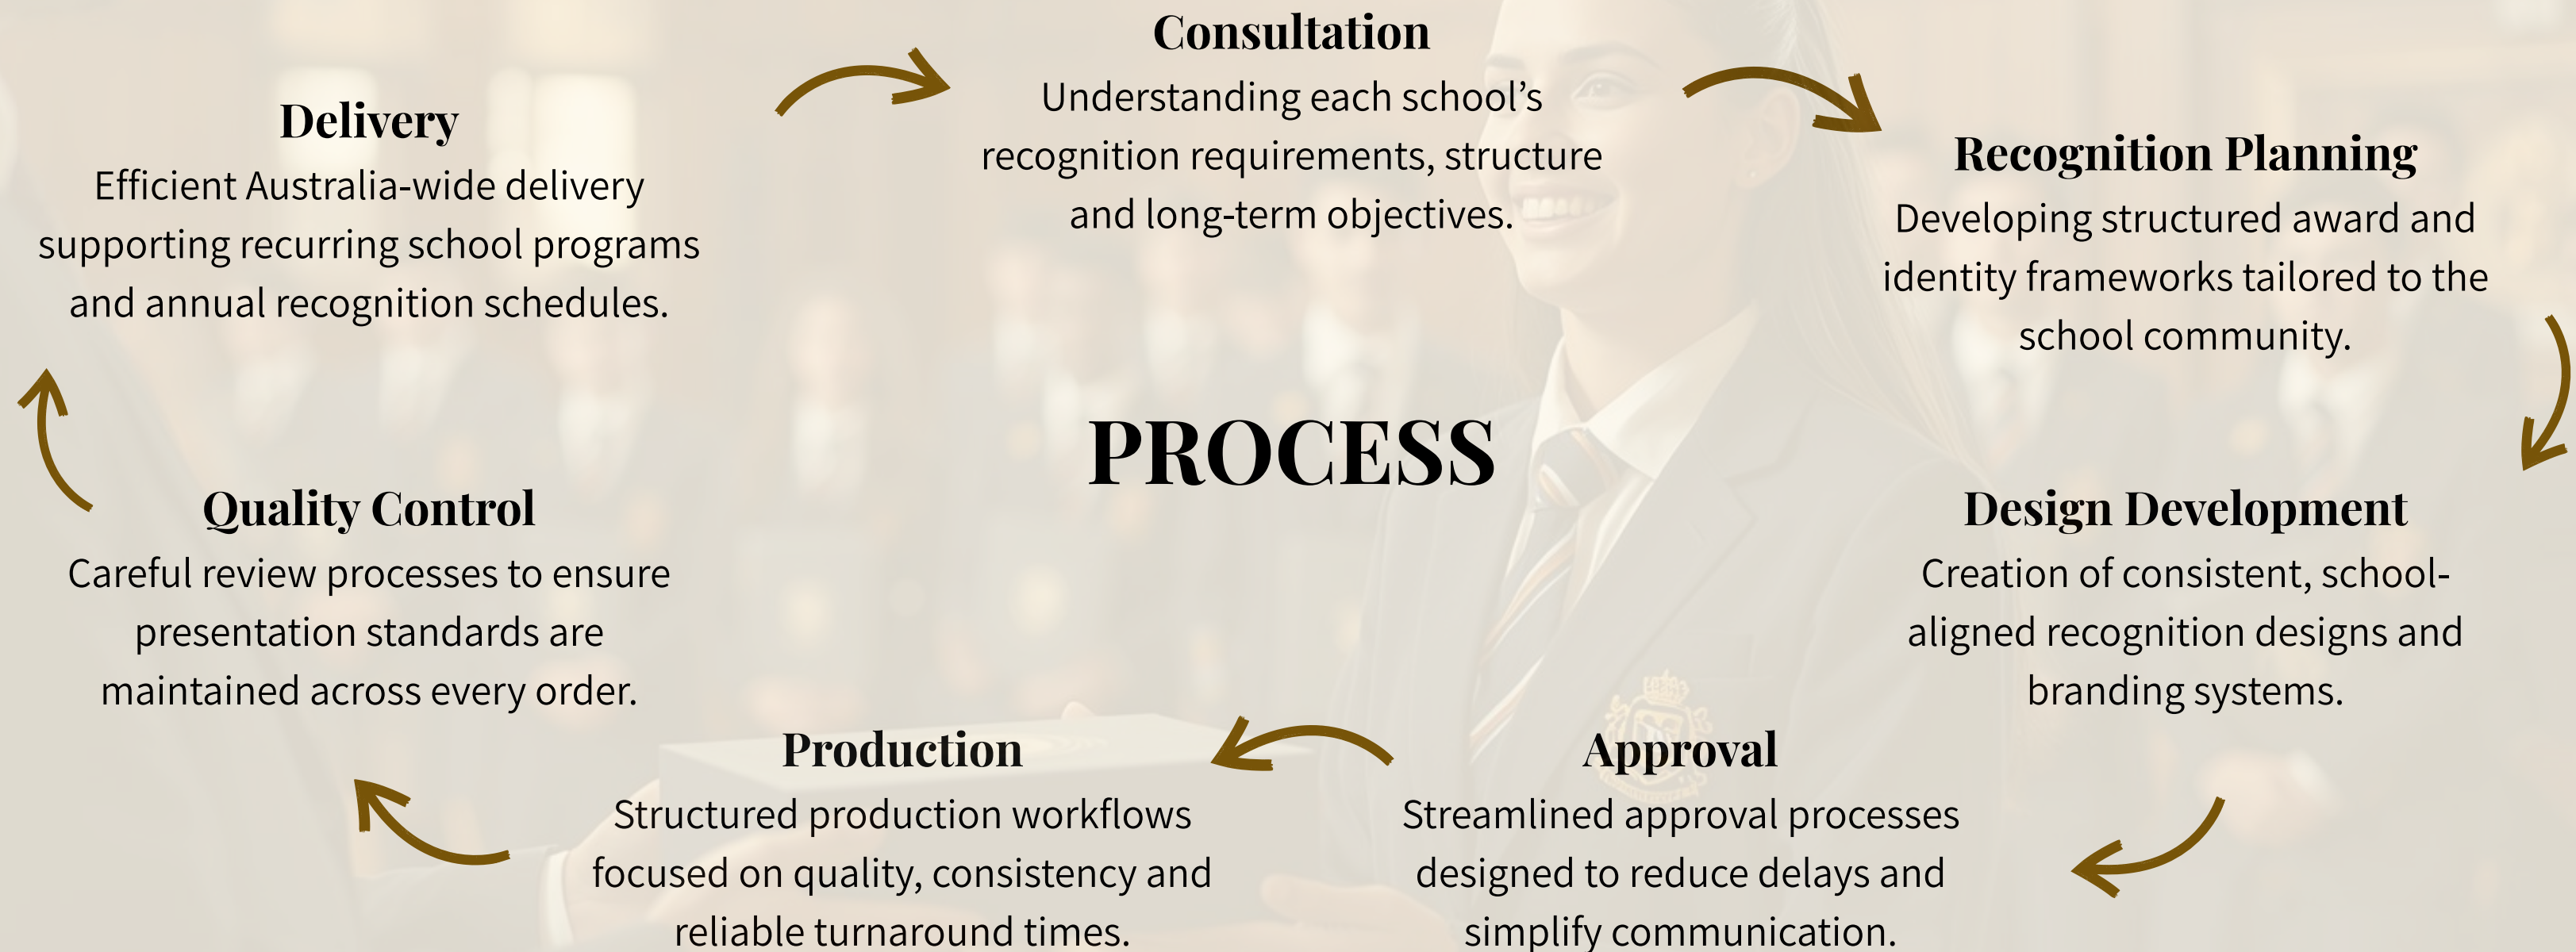 Consultation
Understanding each school’s
recognition requirements, structure
and long-term objectives.
Recognition Planning
Developing structured award and
identity frameworks tailored to the
school community.
Design Development
Creation of consistent, school-
aligned recognition designs and
branding systems.
Approval
Streamlined approval processes
designed to reduce delays and
simplify communication.
Production
Structured production workflows
focused on quality, consistency and
reliable turnaround times.
Quality Control
Careful review processes to ensure
presentation standards are
maintained across every order.
Delivery
Efficient Australia-wide delivery
supporting recurring school programs
and annual recognition schedules.
PROCESS